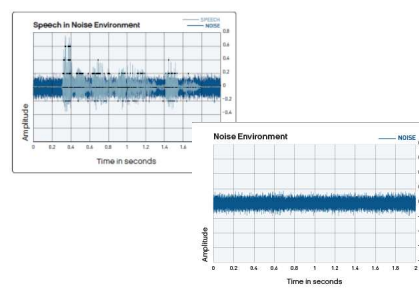 Speech in Noise Environment
SPEECH
NOISE
0,8
0,6
0,4
0,2
0
-0,2
-0,4
Amplitude
0 0.2 0.4 0.6 0.8 1 1.2 1.4 1.6
Time in seconds
Noise Environment
NOISE
Amplitude
0 0.2 0.4 0.6 0.8 1 1.2 1.4 1.6 1.8 2
Time in seconds